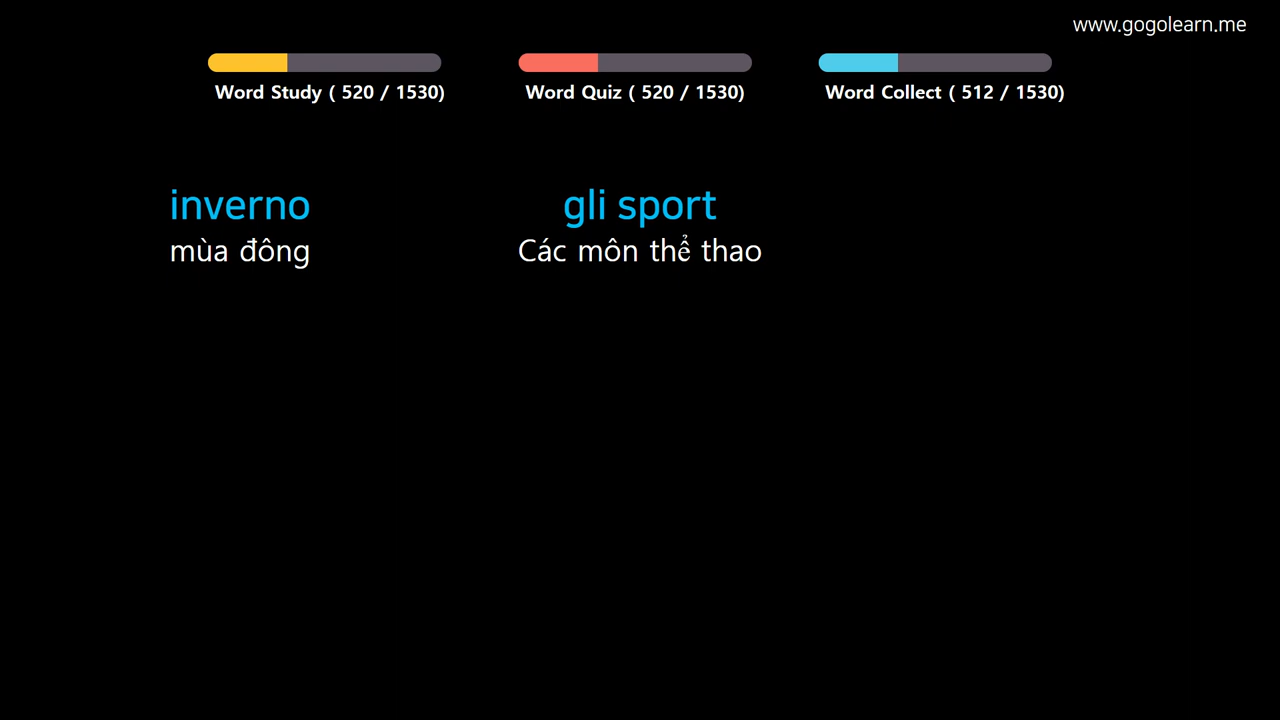 www.gogolearn.me
Word Study ( 520 / 1530)
Word Quiz ( 520 / 1530)
Word Collect ( 512 / 1530)
inverno
mùa đông
gli sport
Các môn thể thao